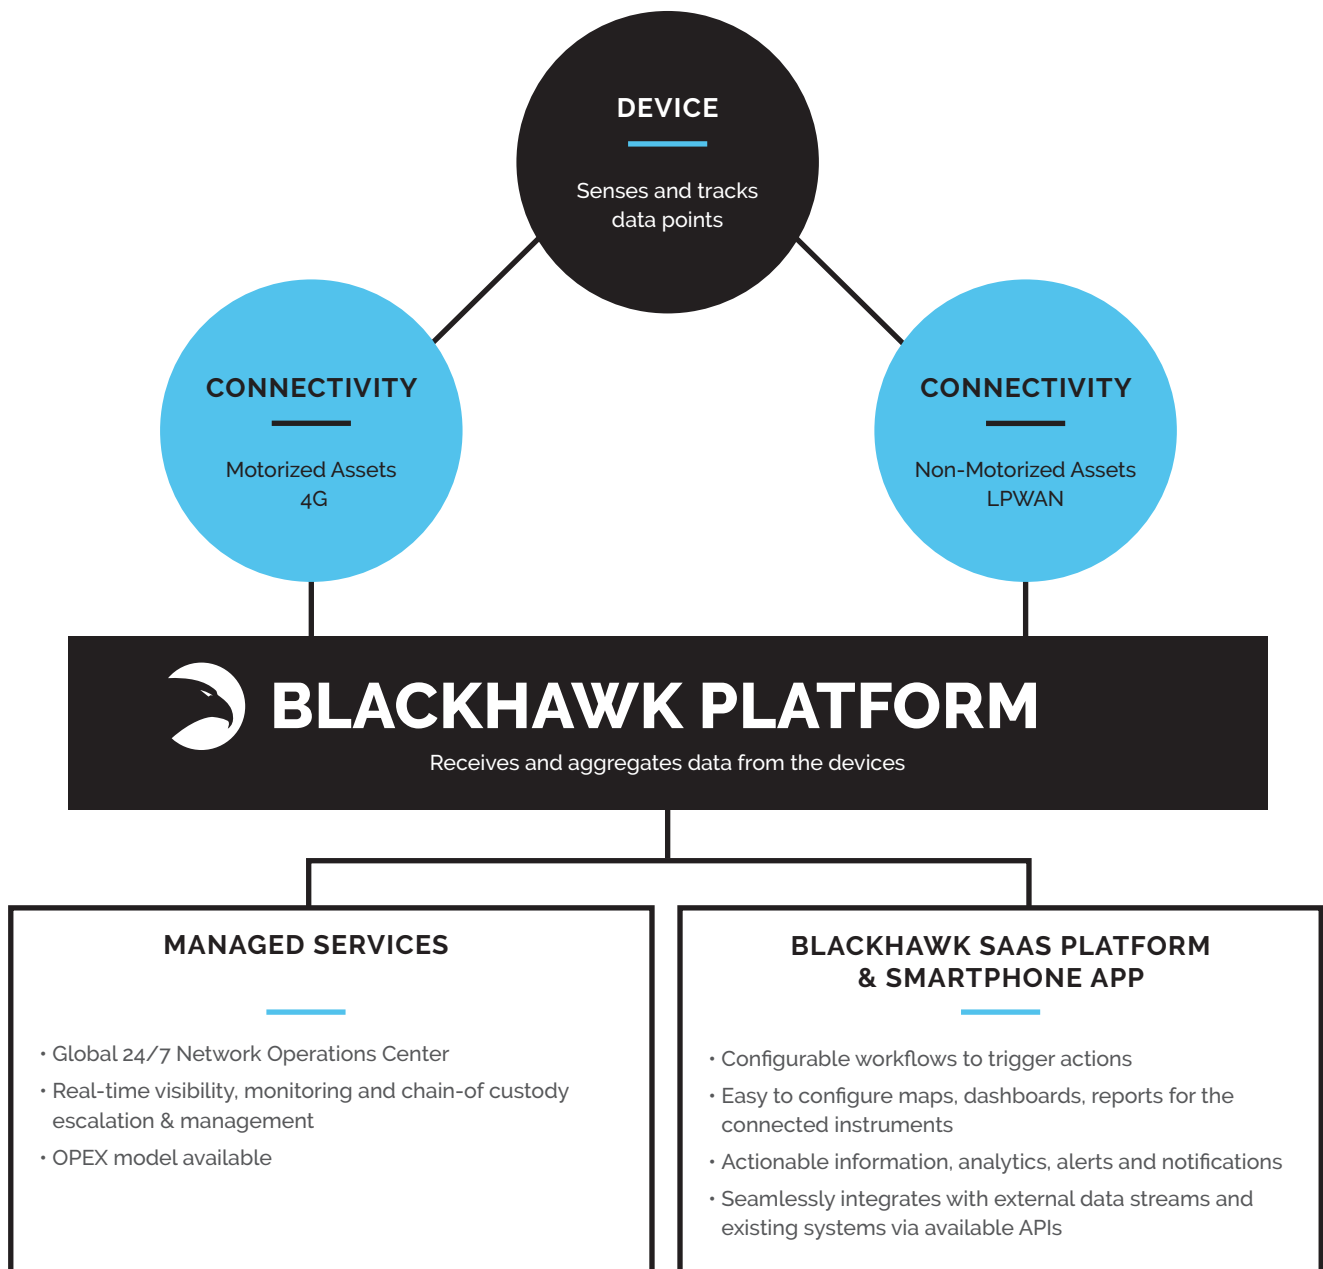 DEVICE
Senses and tracks
data points
CONNECTIVITY
Motorized Assets
4G
CONNECTIVITY
Non-Motorized Assets
LPWAN
BLACKHAWK PLATFORM
Receives and aggregates data from the devices
MANAGED SERVICES
• Global 24/7 Network Operations Center
• Real-time visibility, monitoring and chain-of custody
escalation & management
• OPEX model available
BLACKHAWK SAAS PLATFORM
& SMARTPHONE APP
• Configurable workflows to trigger actions
• Easy to configure maps, dashboards, reports for the
connected instruments
• Actionable information, analytics, alerts and notifications
• Seamlessly integrates with external data streams and
existing systems via available APIs